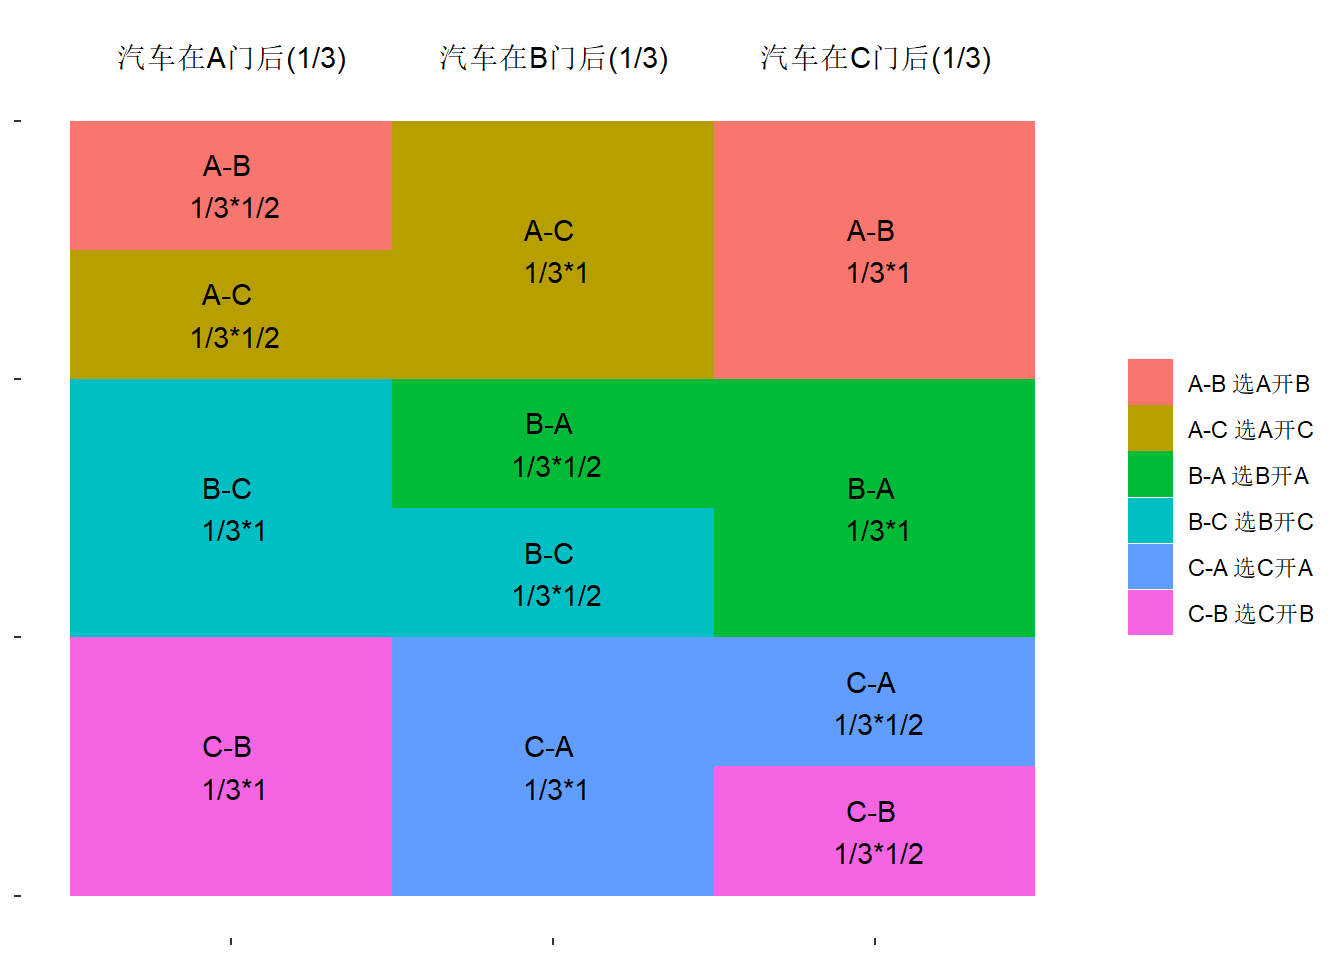 汽车在A门后(1/3)
汽车在B门后(1/3)
汽车在C门后(1/3)
A-B
1/3*1/2
A-C
1/3*1/2
A-C
1/3*1
A-B
1/3*1
B-C
1/3*1
B-A
1/3*1/2
B-C
1/3*1/2
B-A
1/3*1
C-B
1/3*1
C-A
1/3*1
C-A
1/3*1/2
C-B
1/3*1/2
A-B 选A开B
A-C 选A开C
B-A 选B开A
B-C 选B开C
C-A 选C开A
C-B 选C开B